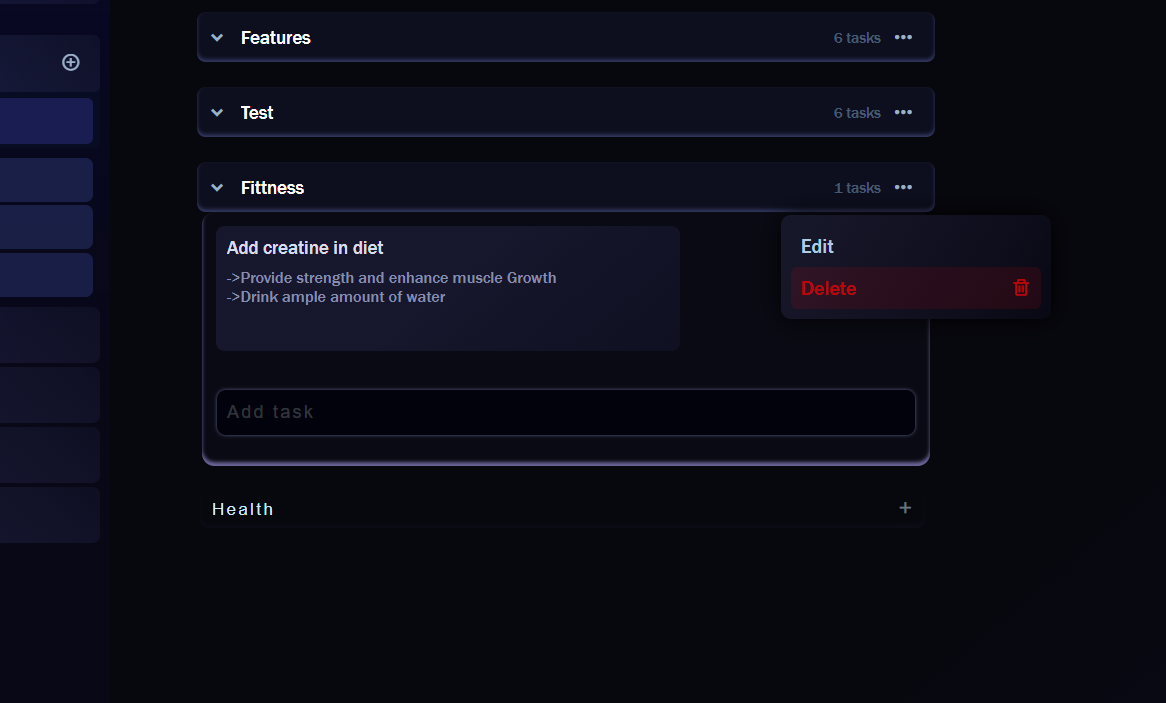 Features
6 tasks
Test
6 tasks
Fittness
1 tasks
Add creatine in diet
->Provide strength and enhance muscle Growth
->Drink ample amount of water
Edit
Delete
Add task
Health